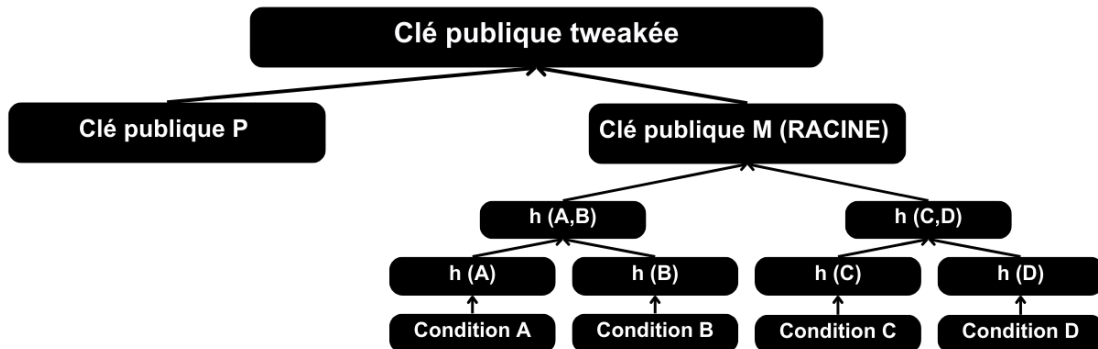 Clé publique tweakée
Clé publique P
Clé publique M (RACINE)
h (A,B)
h (C,D)
h (A)
h (B)
h (C)
h (D)
Condition A
Condition B
Condition C
Condition D